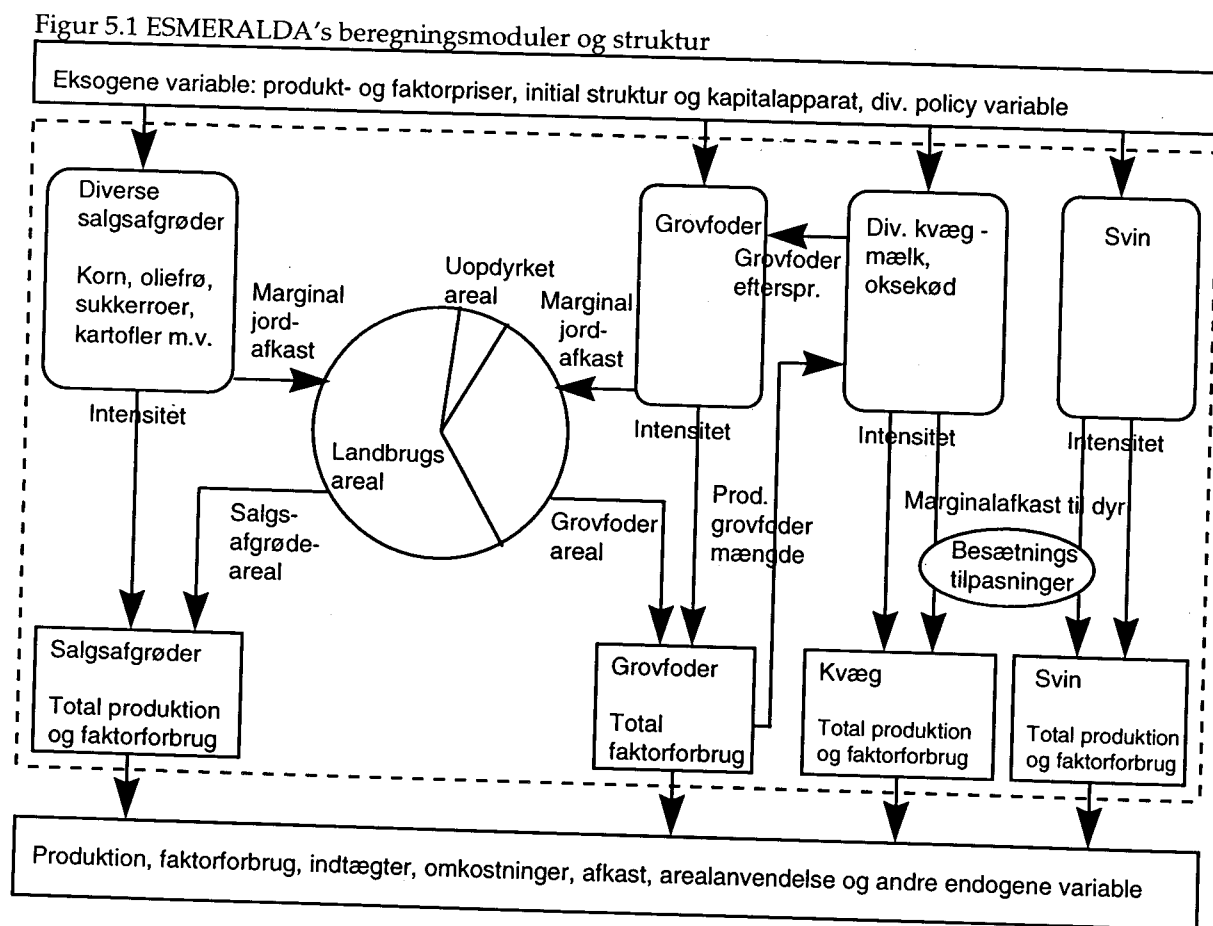 Figur 5.1 ESMERALDA's beregningsmoduler og struktur
Eksogene variable: produkt- og faktorpriser, initial struktur og kapitalapparat, div. policy variable
Diverse
salgsafgrøder
Korn, oliefrø,
sukkerroer,
kartofler m.v.
Marginal
jord-
afkast
Uopdyrket
areal
Marginal
jord-
afkast
Grovfoder
Grovfoder
efterspr.
Div. kvæg -
mælk,
oksekød
Svin
Intensitet
Landbrugs
areal
Intensitet
Intensitet
Intensitet
Salgs-
afgrøde-
areal
Grovfoder
areal
Prod.
grovfoder
mængde
Marginalafkast til dyr
Besætnings
tilpasninger
Salgsafgrøder
Total produktion
og faktorforbrug
Grovfoder
Total
faktorforbrug
Kvæg
Total produktion
og faktorforbrug
Svin
Total produktion
og faktorforbrug
Produktion, faktorforbrug, indtægter, omkostninger, afkast, arealanvendelse og andre endogene variable